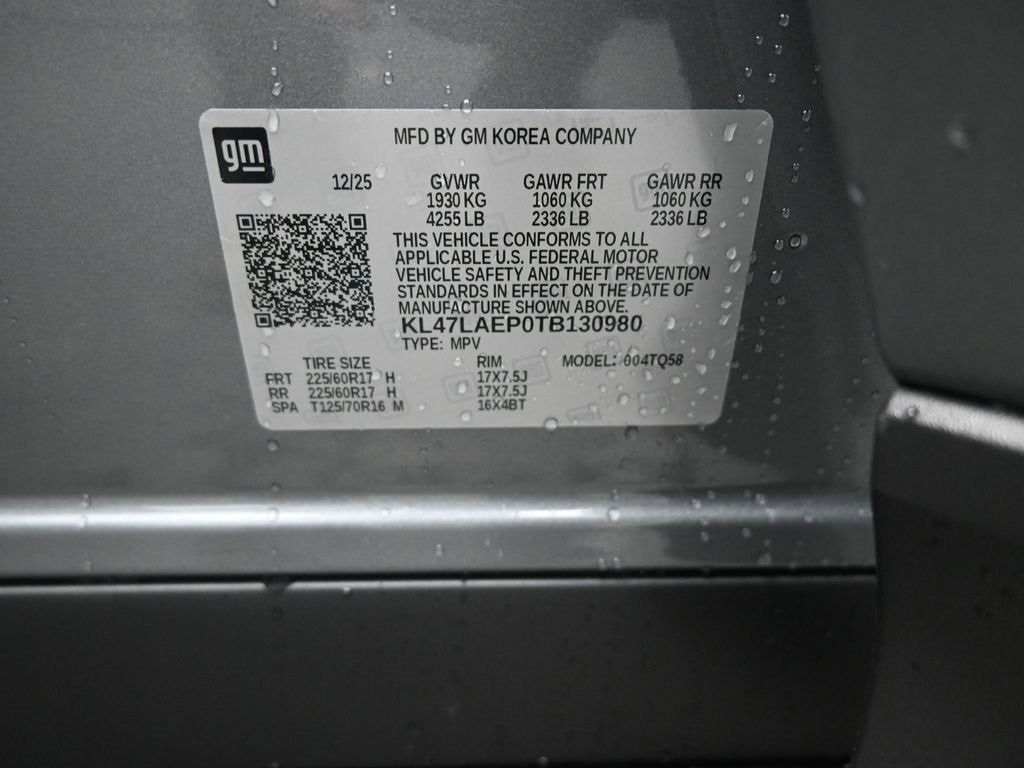 gm
MFD BY GM KOREA COMPANY
12/25 GVWR GAWR FRT GAWR RR
1930 KG 1060 KG 1060 KG
4255 LB 2336 LB 2336 LB
THIS VEHICLE CONFORMS TO ALL
APPLICABLE U.S. FEDERAL MOTOR
VEHICLE SAFETY AND THEFT PREVENTION
STANDARDS IN EFFECT ON THE DATE OF
MANUFACTURE SHOWN ABOVE.
KL47LAEP0TB130980
TYPE: MPV
TIRE SIZE RIM MODEL: 004TQ58
FRT 225/60R17 H 17X7.5J
RR 225/60R17 H 17X7.5J
SPA T125/70R16 M 16X4BT